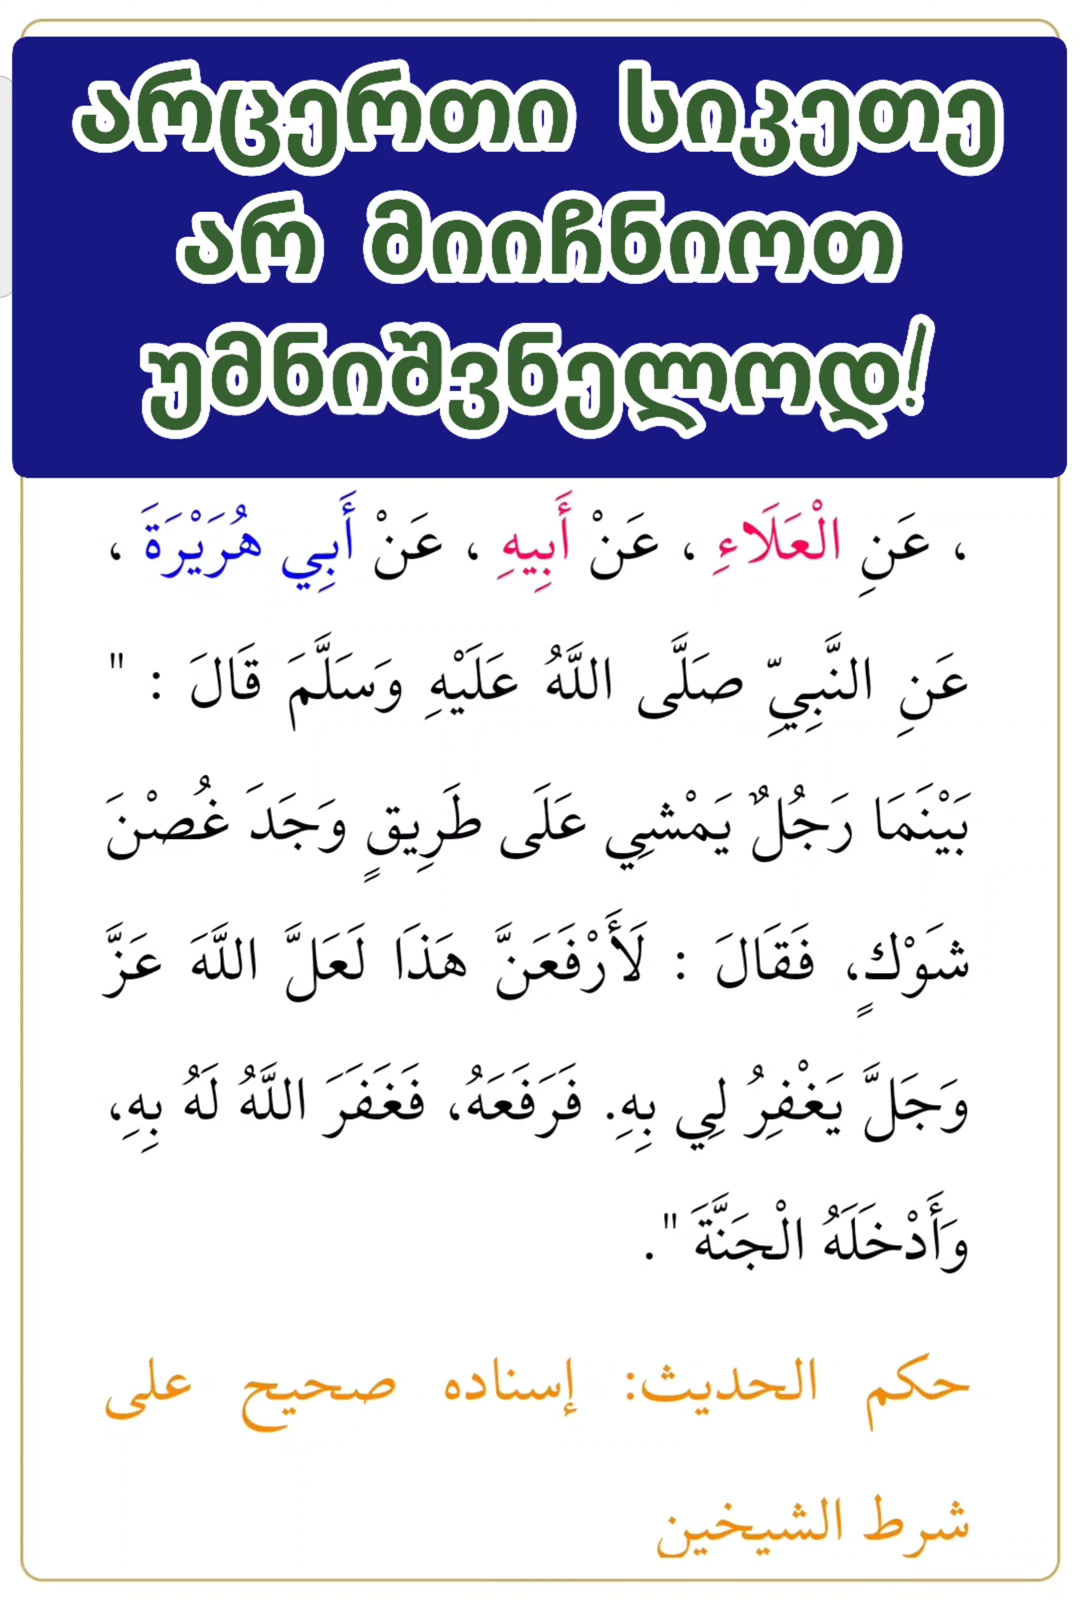 არცერთი სიკეთე
არ მიიჩნიოთ
უმნიშვნელოდ!
، عَنِ الْعَلَاءِ ، عَنْ أَبِيهِ ، عَنْ أَبِي هُرَيْرَةَ ،
عَنِ النَّبِيِّ صَلَّى اللَّهُ عَلَيْهِ وَسَلَّمَ قَالَ : "
بَيْنَمَا رَجُلٌ يَمْشِي عَلَى طَرِيقٍ وَجَدَ غُصْنَ
شَوْكٍ، فَقَالَ : لَأَرْفَعَنَّ هَذَا لَعَلَّ اللَّهَ عَزَّ
وَجَلَّ يَغْفِرُ لِي بِهِ. فَرَفَعَهُ، فَغَفَرَ اللَّهُ لَهُ بِهِ،
وَأَدْخَلَهُ الْجَنَّةَ ".
حكم الحديث: إسناده صحيح على
شرط الشيخين